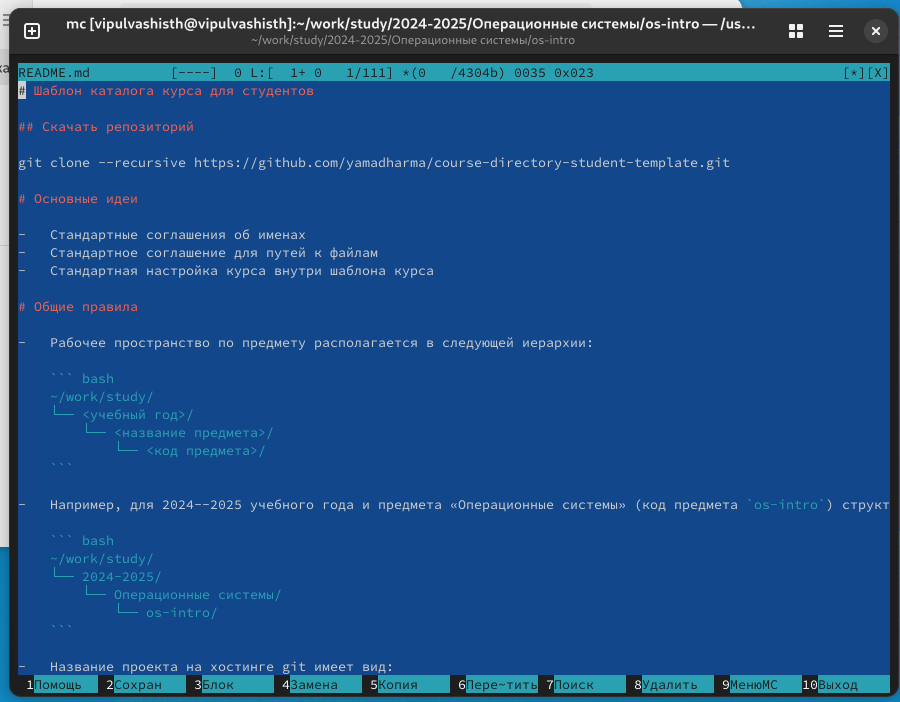 mc [vipulvashisth@vipulvashisth]:~/work/study/2024-2025/Операционные системы/os-intro — /us...
~/work/study/2024-2025/Операционные системы/os-intro
README.md [----] 0 L:[ 1+ 0 1/111] *(0 /4304b) 0035 0x023 [*][X]
# Шаблон каталога курса для студентов
## Скачать репозиторий
git clone --recursive https://github.com/yamadharma/course-directory-student-template.git
# Основные идеи
- Стандартные соглашения об именах
- Стандартное соглашение для путей к файлам
- Стандартная настройка курса внутри шаблона курса
# Общие правила
- Рабочее пространство по предмету располагается в следующей иерархии:
``` bash
~/work/study/
└── <учебный год>/
└── <название предмета>/
└── <код предмета>/
```
- Например, для 2024--2025 учебного года и предмета «Операционные системы» (код предмета `os-intro`) структ
``` bash
~/work/study/
└── 2024-2025/
└── Операционные системы/
└── os-intro/
```
- Название проекта на хостинге git имеет вид:
1Помощь 2Сохран 3Блок 4Замена 5Копия 6Пере~тить 7Поиск 8Удалить 9МенюMC 10Выход